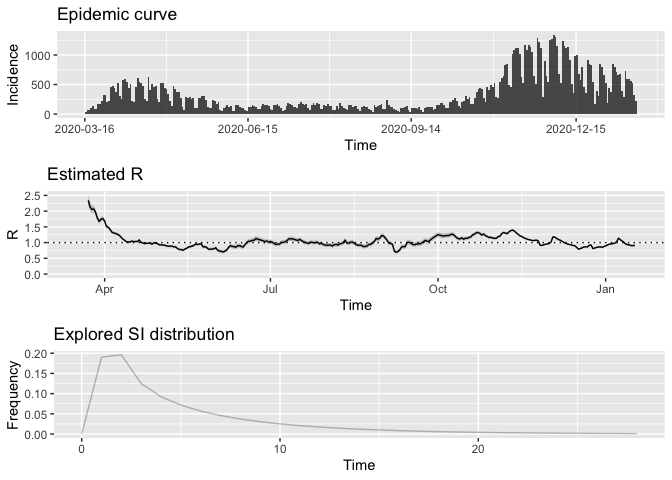 Epidemic curve
Incidence
1000
500
0
2020-03-16 2020-06-15 2020-09-14 2020-12-15
Time
Estimated R
R
2.5
2.0
1.5
1.0
0.5
0.0
Apr Jul Oct Jan
Time
Explored SI distribution
Frequency
0.20
0.15
0.10
0.05
0.00
0 10 20
Time